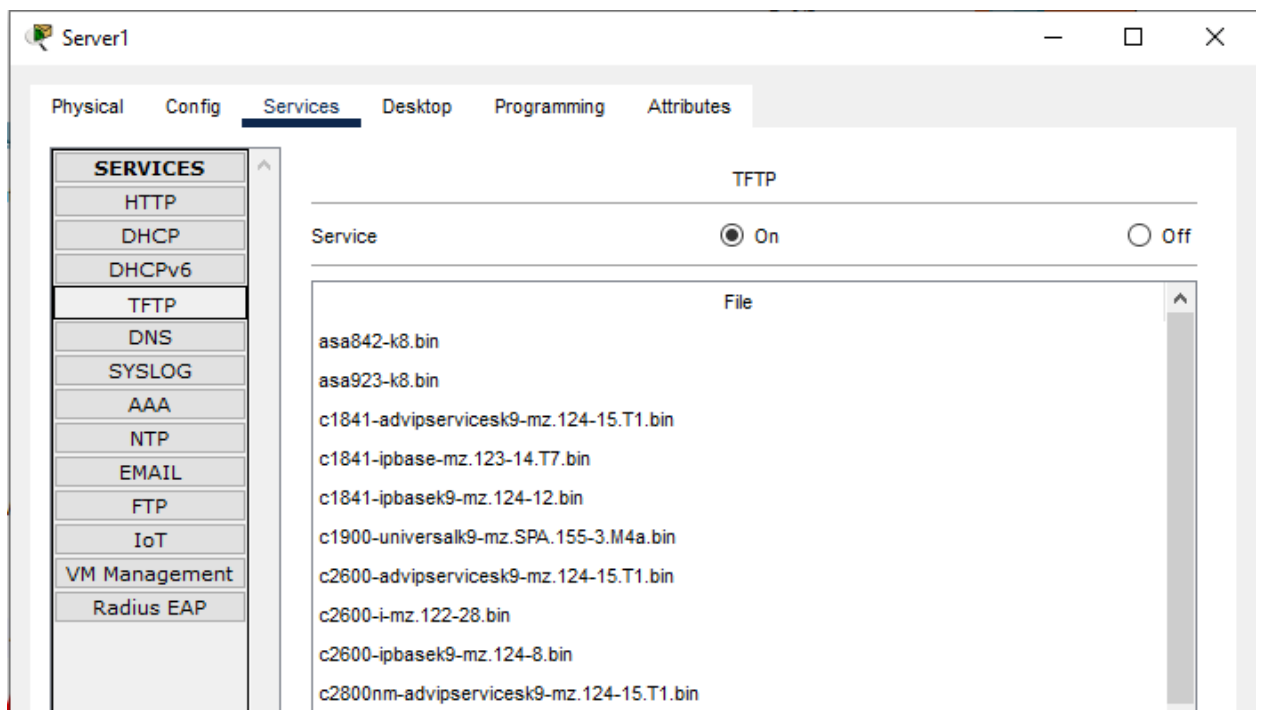 Server1
Physical Config Services Desktop Programming Attributes
SERVICES
HTTP
DHCP
DHCPv6
TFTP
DNS
SYSLOG
AAA
NTP
EMAIL
FTP
IoT
VM Management
Radius EAP
TFTP
Service On Off
File
asa842-k8.bin
asa923-k8.bin
c1841-advipservicesk9-mz.124-15.T1.bin
c1841-ipbase-mz.123-14.T7.bin
c1841-ipbasek9-mz.124-12.bin
c1900-universalk9-mz.SPA.155-3.M4a.bin
c2600-advipservicesk9-mz.124-15.T1.bin
c2600-i-mz.122-28.bin
c2600-ipbasek9-mz.124-8.bin
c2800nm-advipservicesk9-mz.124-15.T1.bin